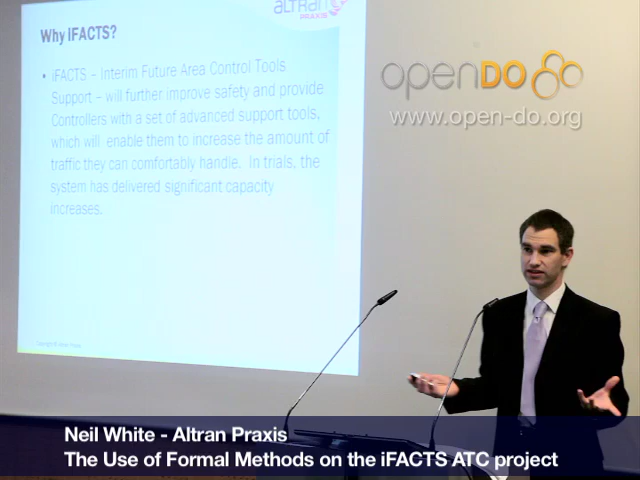 altran
PRAXIS
Why IFACTS?
• iFACTS – Interim Future Area Control Tools
Support – will further improve safety and provide
Controllers with a set of advanced support tools,
which will enable them to increase the amount of
traffic they can comfortably handle. In trials, the
system has delivered significant capacity
increases.
openDO
www.open-do.org
Neil White - Altran Praxis
The Use of Formal Methods on the iFACTS ATC project